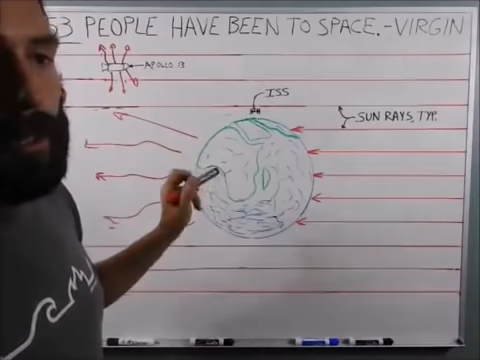 53 PEOPLE HAVE BEEN TO SPACE.-VIRGIN
APOLLO 13
ISS
SUN RAYS, TYP.